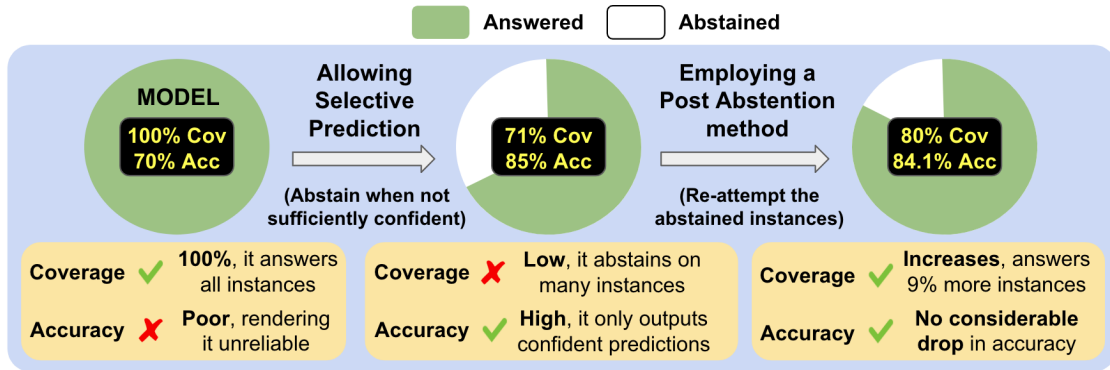 Answered
Abstained
MODEL
100% Cov
70% Acc
Allowing
Selective
Prediction
(Abstain when not
sufficiently confident)
71% Cov
85% Acc
Employing a
Post Abstention
method
(Re-attempt the
abstained instances)
80% Cov
84.1% Acc
Coverage
100%, it answers
all instances
Accuracy
Poor, rendering
it unreliable
Coverage
Low, it abstains on
many instances
Accuracy
High, it only outputs
confident predictions
Coverage
Increases, answers
9% more instances
Accuracy
No considerable
drop in accuracy